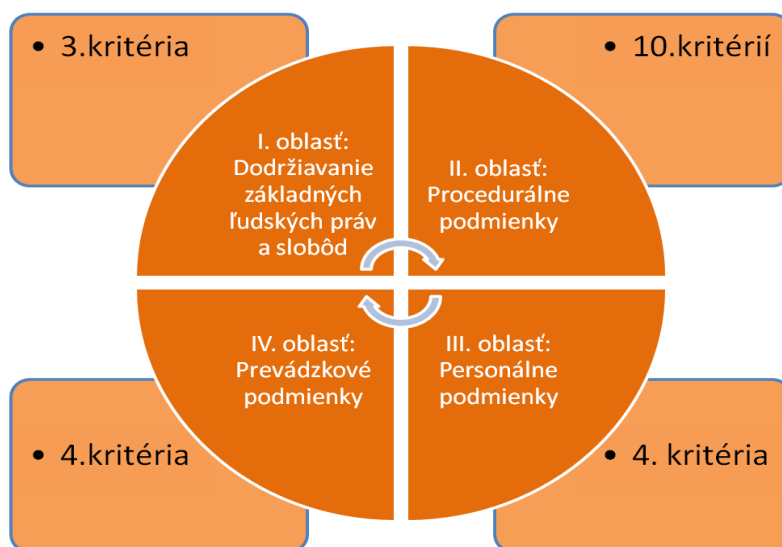 • 3.kritéria
• 10.kritérií
I. oblasť:
Dodržiavanie
základných
ľudských práv
a slobôd
II. oblasť:
Procedurálne
podmienky
IV. oblasť:
Prevádzkové
podmienky
III. oblasť:
Personálne
podmienky
• 4.kritéria
• 4. kritéria